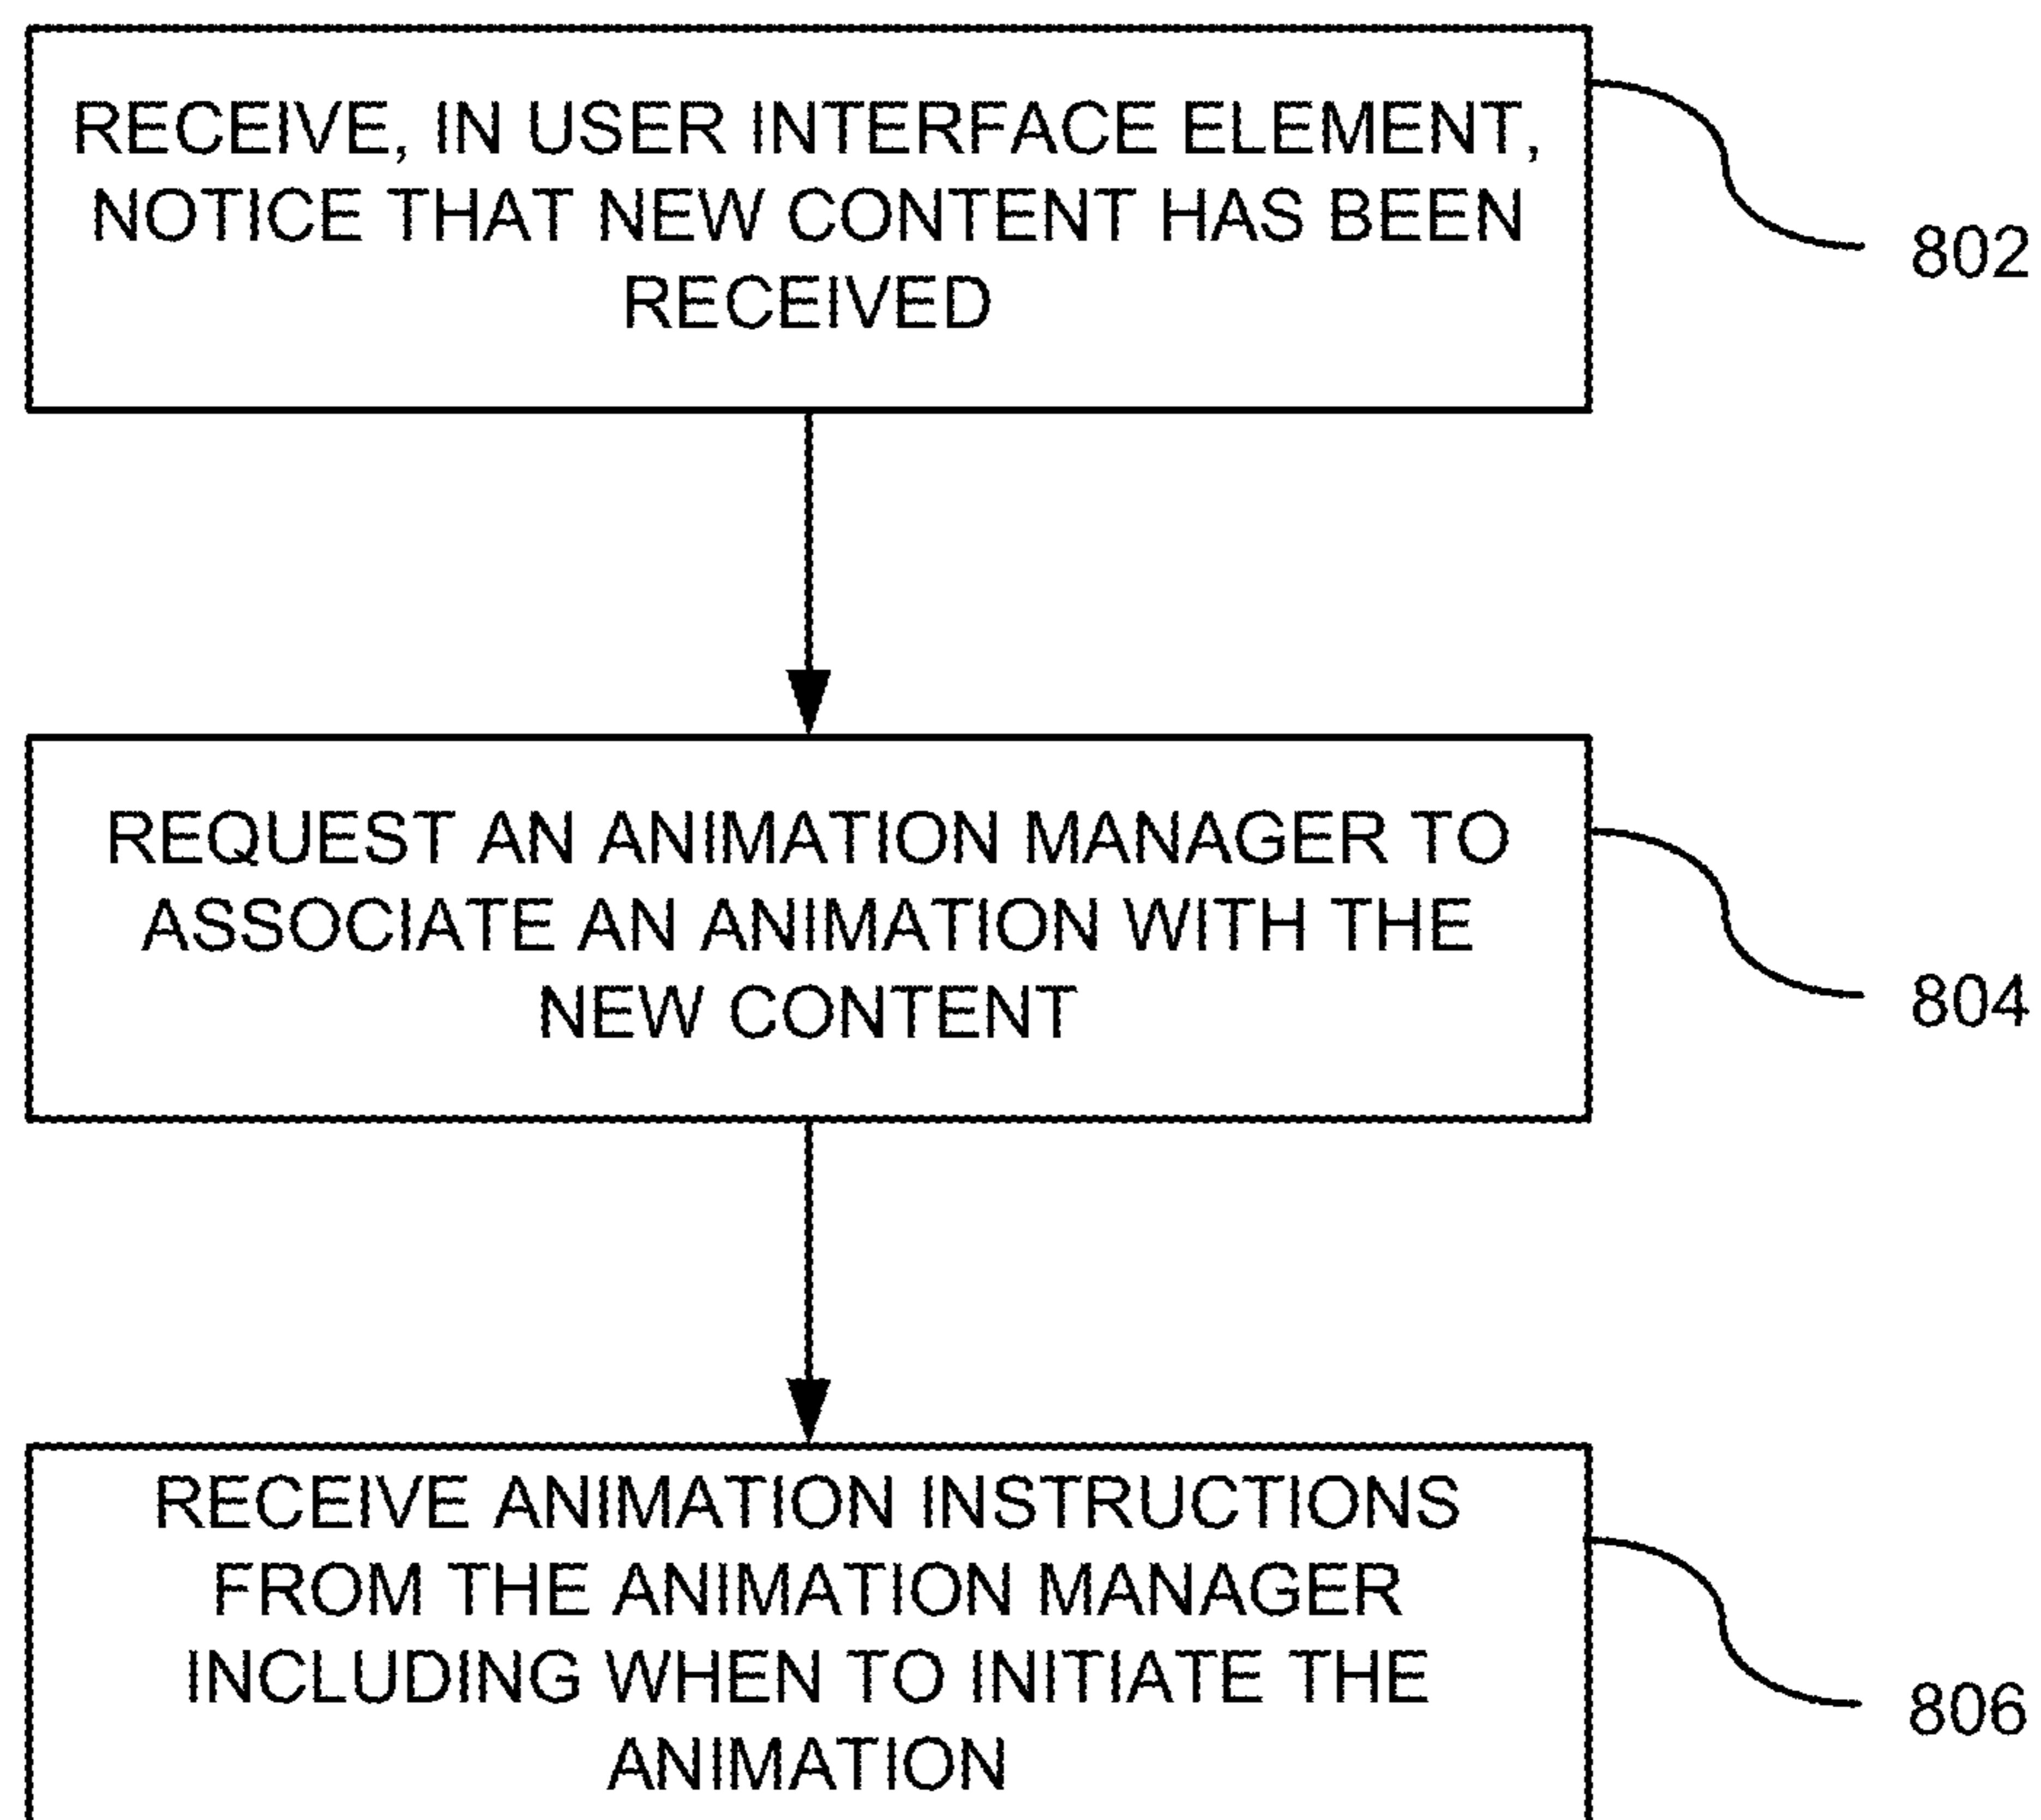 RECEIVE, IN USER INTERFACE ELEMENT,
NOTICE THAT NEW CONTENT HAS BEEN
RECEIVED
802
REQUEST AN ANIMATION MANAGER TO
ASSOCIATE AN ANIMATION WITH THE
NEW CONTENT
804
RECEIVE ANIMATION INSTRUCTIONS
FROM THE ANIMATION MANAGER
INCLUDING WHEN TO INITIATE THE
ANIMATION
806